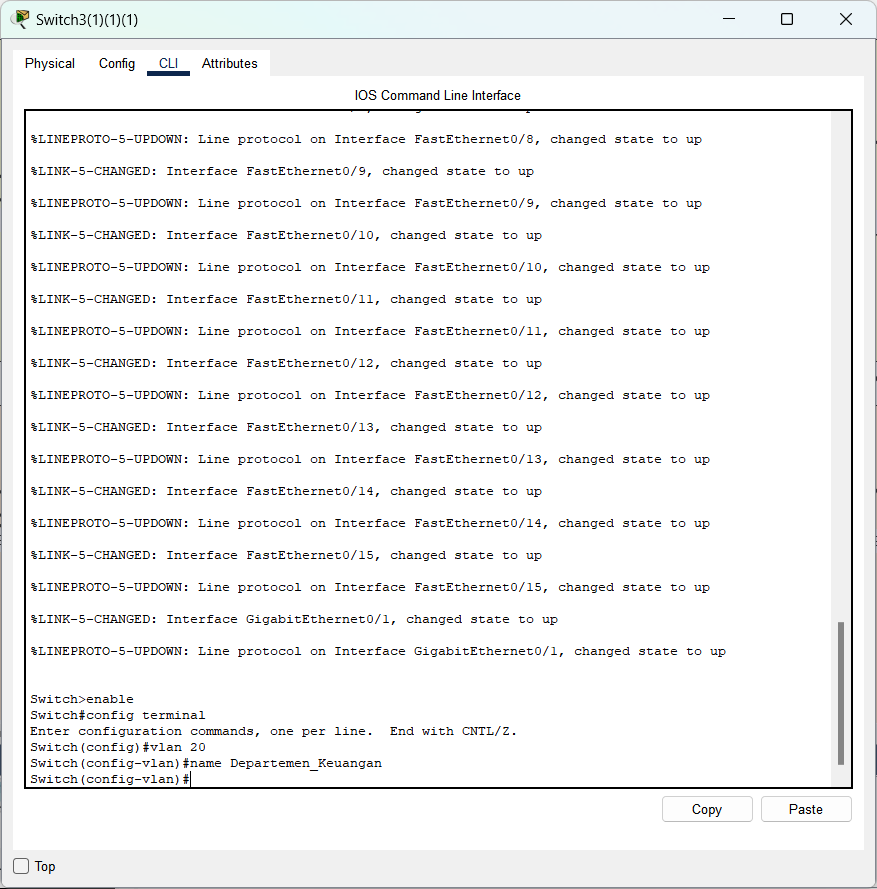 Switch3(1)(1)(1)
Physical Config CLI Attributes
IOS Command Line Interface
%LINEPROTO-5-UPDOWN: Line protocol on Interface FastEthernet0/8, changed state to up
%LINK-5-CHANGED: Interface FastEthernet0/9, changed state to up
%LINEPROTO-5-UPDOWN: Line protocol on Interface FastEthernet0/9, changed state to up
%LINK-5-CHANGED: Interface FastEthernet0/10, changed state to up
%LINEPROTO-5-UPDOWN: Line protocol on Interface FastEthernet0/10, changed state to up
%LINK-5-CHANGED: Interface FastEthernet0/11, changed state to up
%LINEPROTO-5-UPDOWN: Line protocol on Interface FastEthernet0/11, changed state to up
%LINK-5-CHANGED: Interface FastEthernet0/12, changed state to up
%LINEPROTO-5-UPDOWN: Line protocol on Interface FastEthernet0/12, changed state to up
%LINK-5-CHANGED: Interface FastEthernet0/13, changed state to up
%LINEPROTO-5-UPDOWN: Line protocol on Interface FastEthernet0/13, changed state to up
%LINK-5-CHANGED: Interface FastEthernet0/14, changed state to up
%LINEPROTO-5-UPDOWN: Line protocol on Interface FastEthernet0/14, changed state to up
%LINK-5-CHANGED: Interface FastEthernet0/15, changed state to up
%LINEPROTO-5-UPDOWN: Line protocol on Interface FastEthernet0/15, changed state to up
%LINK-5-CHANGED: Interface GigabitEthernet0/1, changed state to up
%LINEPROTO-5-UPDOWN: Line protocol on Interface GigabitEthernet0/1, changed state to up
Switch>enable
Switch#config terminal
Enter configuration commands, one per line.  End with CNTL/Z.
Switch(config)#vlan 20
Switch(config-vlan)#name Departemen_Keuangan
Switch(config-vlan)#
Copy Paste
Top